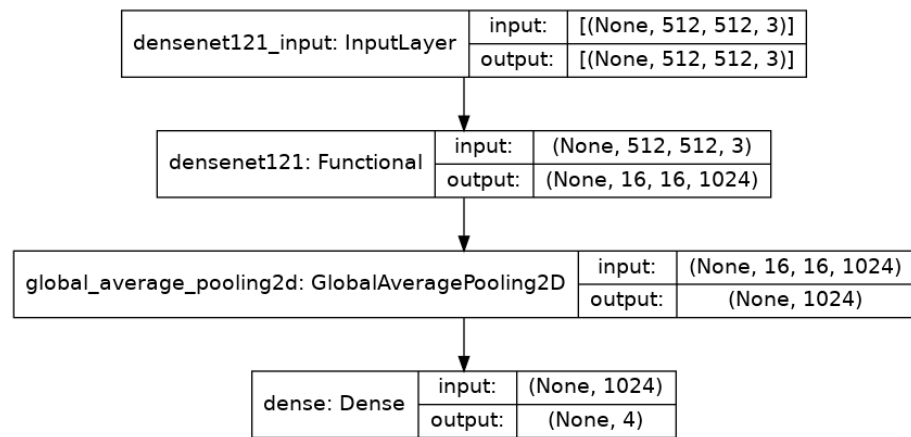 densenet121_input: InputLayer
input: [(None, 512, 512, 3)]
output: [(None, 512, 512, 3)]
densenet121: Functional
input: (None, 512, 512, 3)
output: (None, 16, 16, 1024)
global_average_pooling2d: GlobalAveragePooling2D
input: (None, 16, 16, 1024)
output: (None, 1024)
dense: Dense
input: (None, 1024)
output: (None, 4)